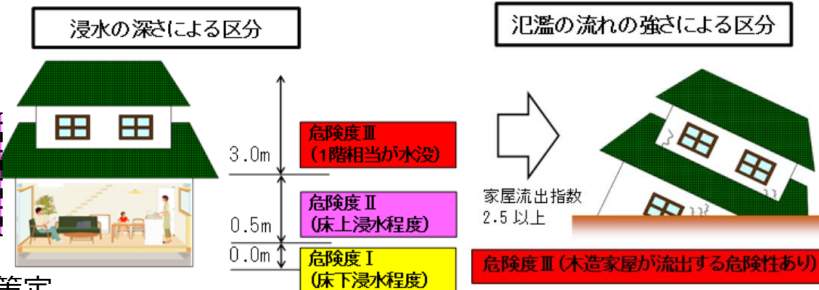 浸水の深さによる区分
氾濫の流れの強さによる区分
危険度Ⅲ
(1階相当が水没)
3.0m
危険度Ⅱ
(床上浸水程度)
0.5m
0.0m
危険度Ⅰ
(床下浸水程度)
家屋流出指数
2.5 以上
危険度Ⅲ(木造家屋が流出する危険性あり)
策定